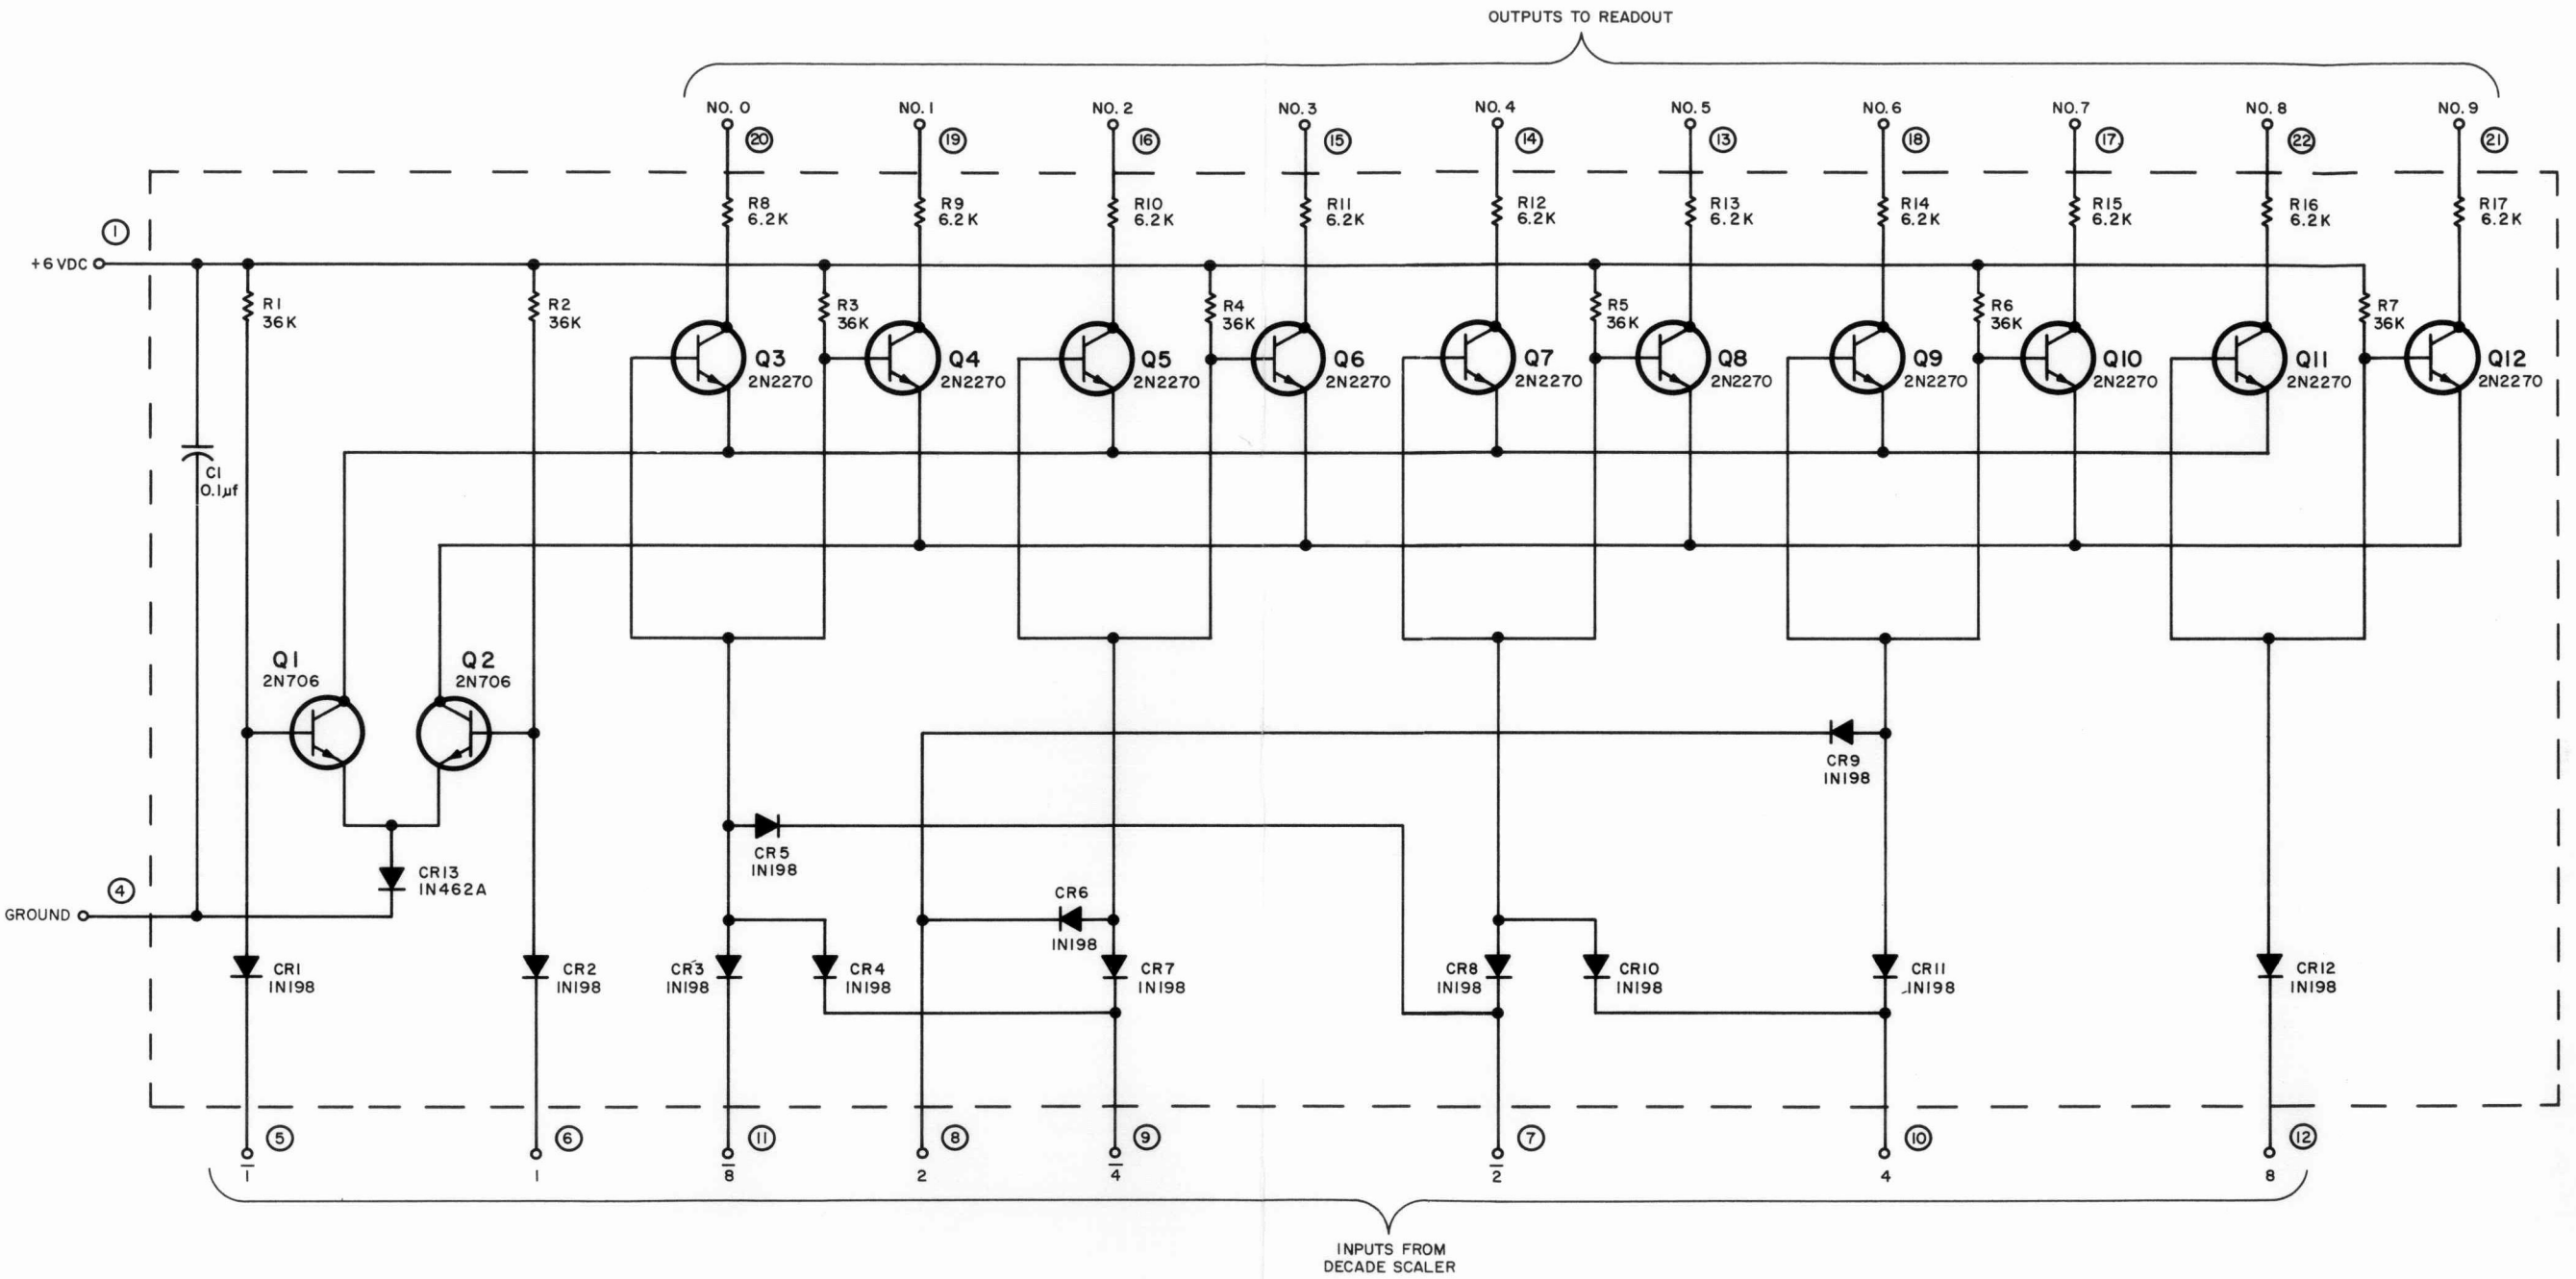 OUTPUTS TO READOUT
NO. 0
NO. 1
NO. 2
NO. 3
NO. 4
NO. 5
NO. 6
NO. 7
NO. 8
NO. 9
20
19
16
15
14
13
18
17
22
21
R8
6.2K
R9
6.2K
R10
6.2K
R11
6.2K
R12
6.2K
R13
6.2K
R14
6.2K
R15
6.2K
R16
6.2K
R17
6.2K
1
+6 VDC
R1
36K
R2
36K
R3
36K
R4
36K
R5
36K
R6
36K
R7
36K
Q3
2N2270
Q4
2N2270
Q5
2N2270
Q6
2N2270
Q7
2N2270
Q8
2N2270
Q9
2N2270
Q10
2N2270
Q11
2N2270
Q12
2N2270
C1
0.1µf
Q1
2N706
Q2
2N706
CR9
IN198
CR5
IN198
CR13
IN462A
4
GROUND
CR6
IN198
CR1
IN198
CR2
IN198
CR3
IN198
CR4
IN198
CR7
IN198
CR8
IN198
CR10
IN198
CR11
IN198
CR12
IN198
5
6
11
8
9
7
10
12
1̅
1
8̅
2
4̅
2̅
4
8
INPUTS FROM
DECADE SCALER